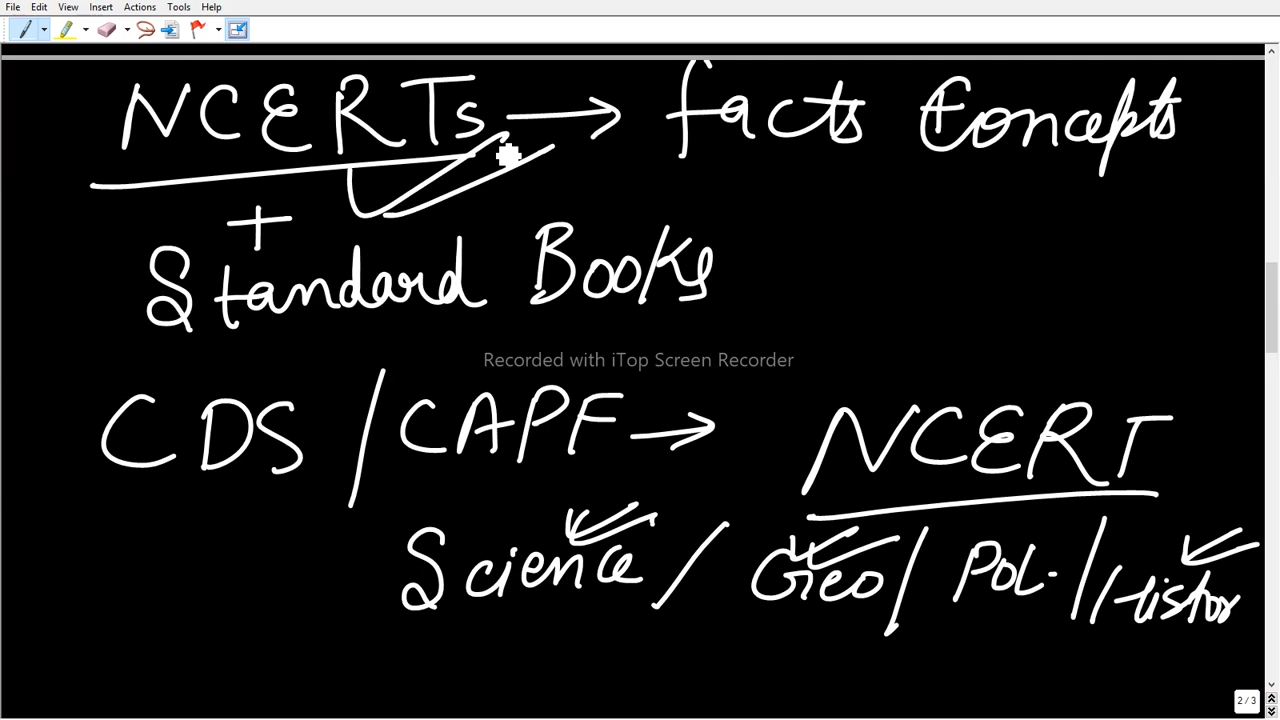 File Edit View Insert Actions Tools Help
NCERTs → facts Concepts
+
Standard Books
Recorded with iTop Screen Recorder
CDS / CAPF → NCERT
Science / Geo / Pol. / Histor
2 / 3